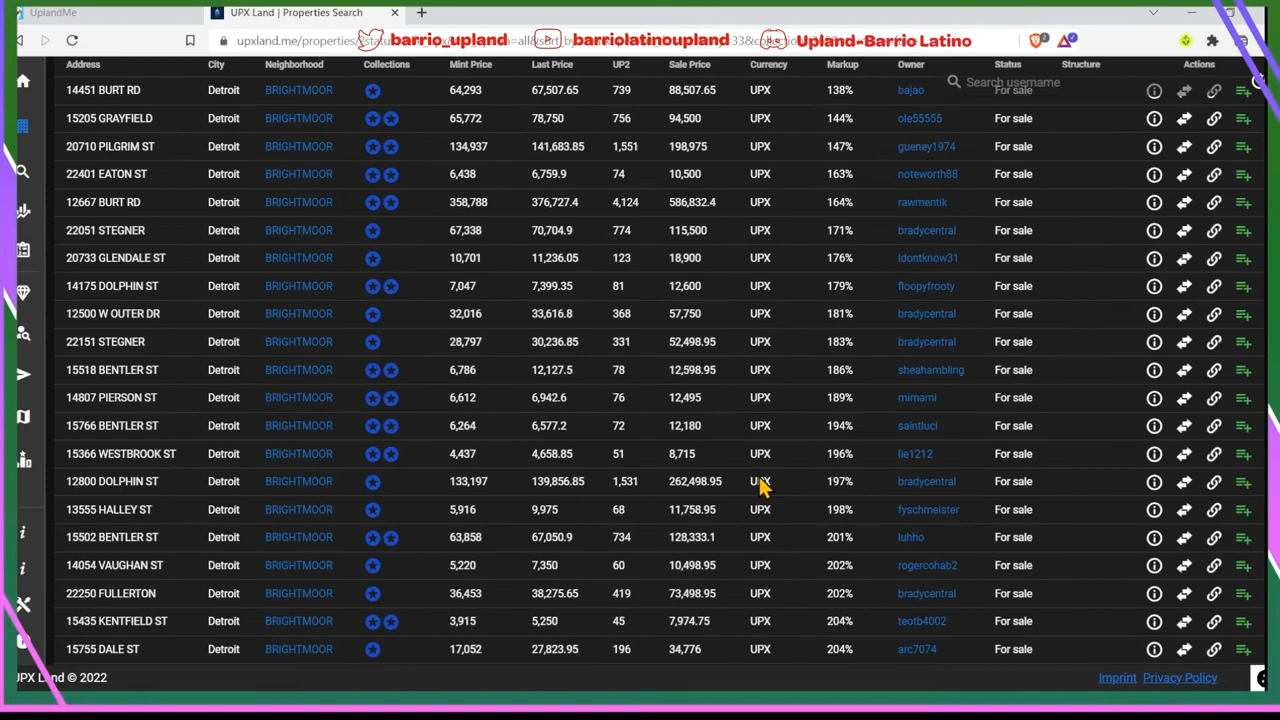 UplandMe
UPX Land | Properties Search
barrio_upland barriolatinoupland Upland-Barrio Latino
Address City Neighborhood Collections Mint Price Last Price UP2 Sale Price Currency Markup Owner Status Structure Actions
Search username
14451 BURT RD Detroit BRIGHTMOOR 64,293 67,507.65 739 88,507.65 UPX 138% bajao For sale
15205 GRAYFIELD Detroit BRIGHTMOOR 65,772 78,750 756 94,500 UPX 144% ole55555 For sale
20710 PILGRIM ST Detroit BRIGHTMOOR 134,937 141,683.85 1,551 198,975 UPX 147% gueney1974 For sale
22401 EATON ST Detroit BRIGHTMOOR 6,438 6,759.9 74 10,500 UPX 163% noteworth88 For sale
12667 BURT RD Detroit BRIGHTMOOR 358,788 376,727.4 4,124 586,832.4 UPX 164% rawmentik For sale
22051 STEGNER Detroit BRIGHTMOOR 67,338 70,704.9 774 115,500 UPX 171% bradycentral For sale
20733 GLENDALE ST Detroit BRIGHTMOOR 10,701 11,236.05 123 18,900 UPX 176% idontknow31 For sale
14175 DOLPHIN ST Detroit BRIGHTMOOR 7,047 7,399.35 81 12,600 UPX 179% floopyfrooty For sale
12500 W OUTER DR Detroit BRIGHTMOOR 32,016 33,616.8 368 57,750 UPX 181% bradycentral For sale
22151 STEGNER Detroit BRIGHTMOOR 28,797 30,236.85 331 52,498.95 UPX 183% bradycentral For sale
15518 BENTLER ST Detroit BRIGHTMOOR 6,786 12,127.5 78 12,598.95 UPX 186% sheahambling For sale
14807 PIERSON ST Detroit BRIGHTMOOR 6,612 6,942.6 76 12,495 UPX 189% mimami For sale
15766 BENTLER ST Detroit BRIGHTMOOR 6,264 6,577.2 72 12,180 UPX 194% saintluci For sale
15366 WESTBROOK ST Detroit BRIGHTMOOR 4,437 4,658.85 51 8,715 UPX 196% lie1212 For sale
12800 DOLPHIN ST Detroit BRIGHTMOOR 133,197 139,856.85 1,531 262,498.95 UPX 197% bradycentral For sale
13555 HALLEY ST Detroit BRIGHTMOOR 5,916 9,975 68 11,758.95 UPX 198% fyschmeister For sale
15502 BENTLER ST Detroit BRIGHTMOOR 63,858 67,050.9 734 128,333.1 UPX 201% luhho For sale
14054 VAUGHAN ST Detroit BRIGHTMOOR 5,220 7,350 60 10,498.95 UPX 202% rogercohab2 For sale
22250 FULLERTON Detroit BRIGHTMOOR 36,453 38,275.65 419 73,498.95 UPX 202% bradycentral For sale
15435 KENTFIELD ST Detroit BRIGHTMOOR 3,915 5,250 45 7,974.75 UPX 204% teotb4002 For sale
15755 DALE ST Detroit BRIGHTMOOR 17,052 27,823.95 196 34,776 UPX 204% arc7074 For sale
UPX Land © 2022 Imprint Privacy Policy